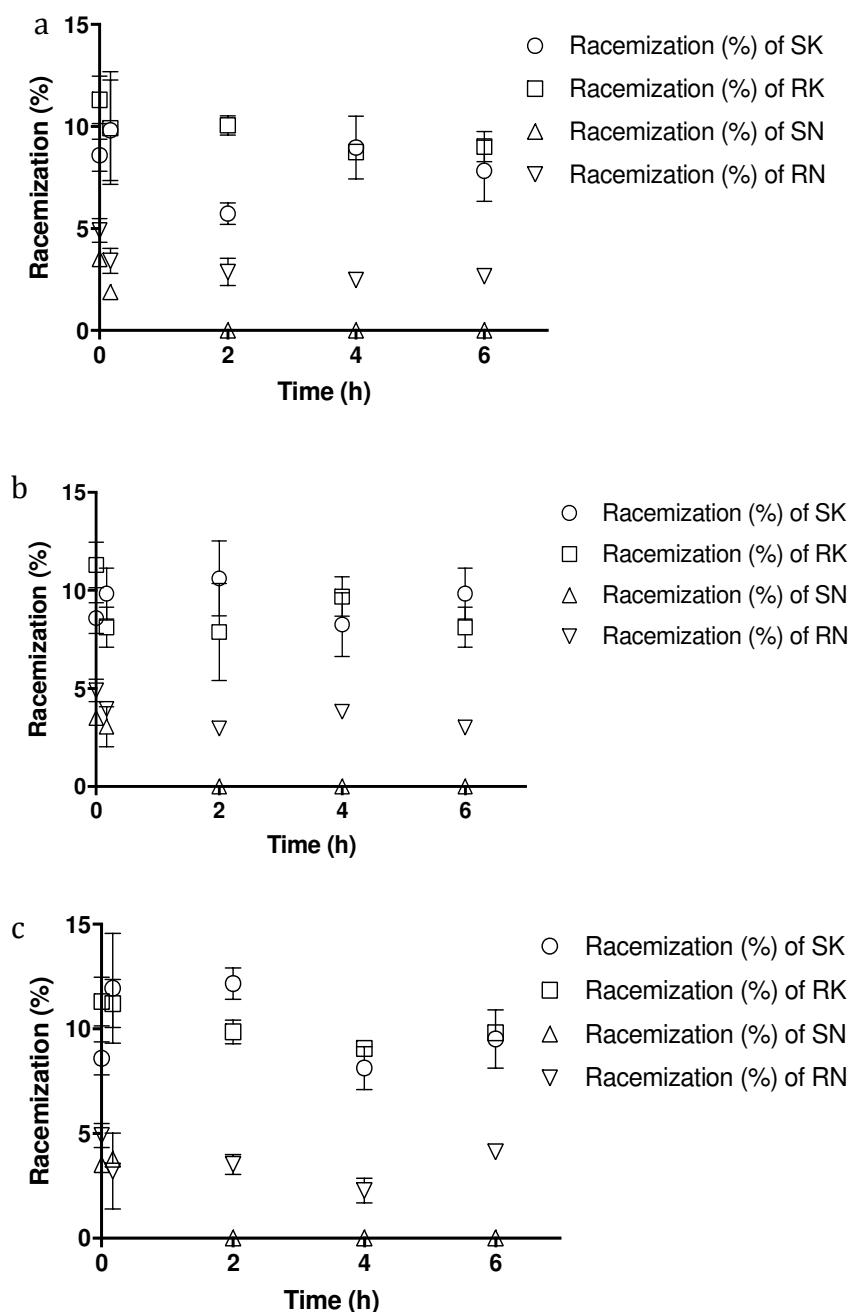 a
15
10
5
0
Racemization (%)
0 2 4 6
Time (h)
Racemization (%) of SK
Racemization (%) of RK
Racemization (%) of SN
Racemization (%) of RN
b
15
10
5
0
Racemization (%)
0 2 4 6
Time (h)
Racemization (%) of SK
Racemization (%) of RK
Racemization (%) of SN
Racemization (%) of RN
c
15
10
5
0
Racemization (%)
0 2 4 6
Time (h)
Racemization (%) of SK
Racemization (%) of RK
Racemization (%) of SN
Racemization (%) of RN